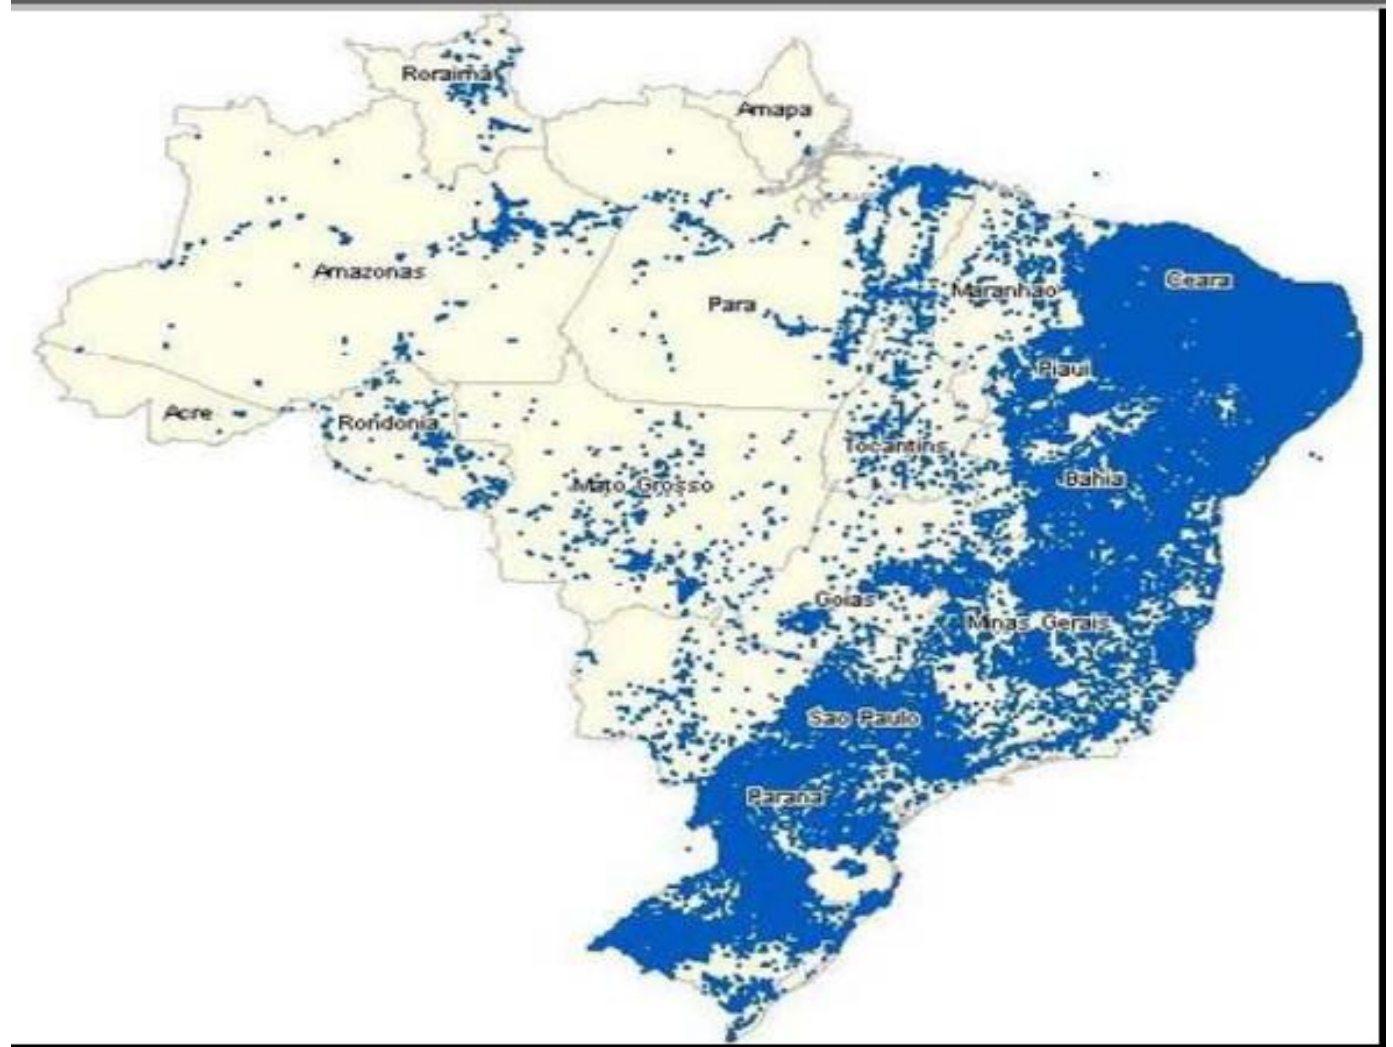 Roraima
Amapa
Amazonas
Para
Maranhao
Ceara
Piaui
Acre
Rondonia
Tocantins
Mato Grosso
Bahia
Goias
Minas Gerais
Sao Paulo
Parana